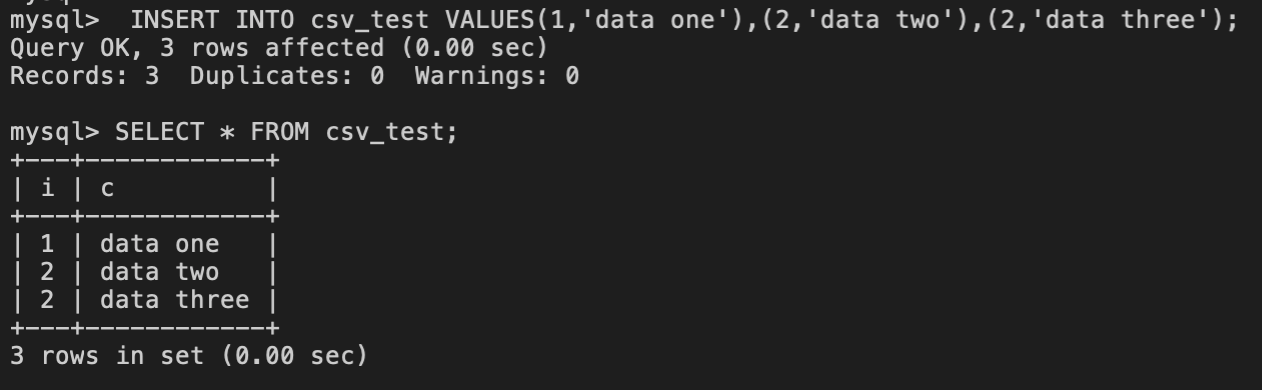 mysql>  INSERT INTO csv_test VALUES(1,'data one'),(2,'data two'),(2,'data three');
Query OK, 3 rows affected (0.00 sec)
Records: 3  Duplicates: 0  Warnings: 0

mysql> SELECT * FROM csv_test;
+---+------------+
| i | c          |
+---+------------+
| 1 | data one   |
| 2 | data two   |
| 2 | data three |
+---+------------+
3 rows in set (0.00 sec)